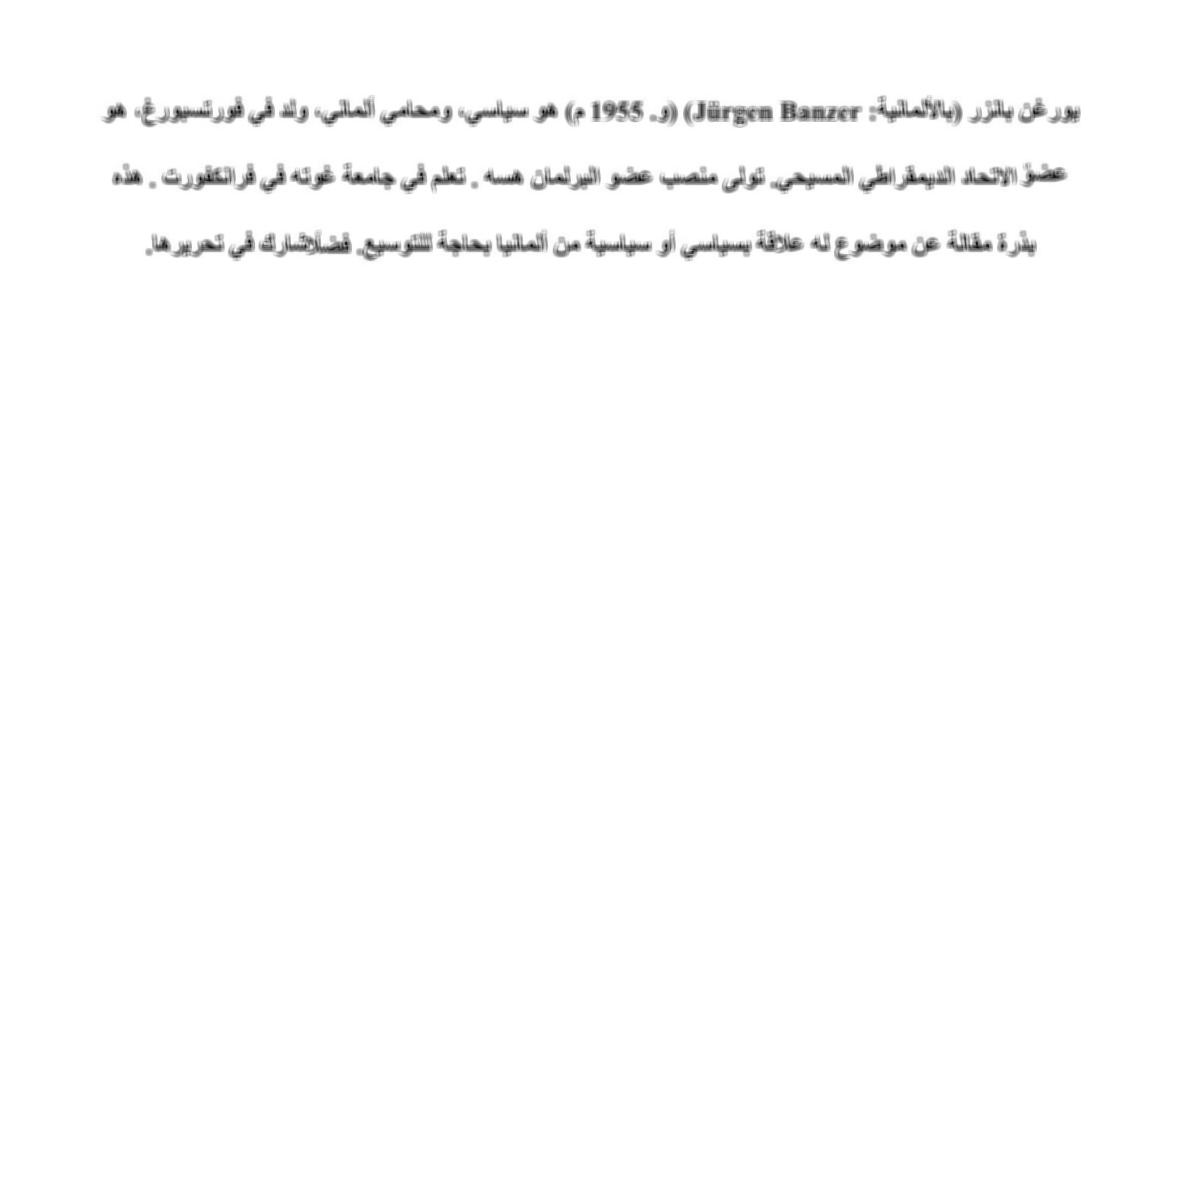 يورغن بانزر (بالألمانية: Jürgen Banzer) (و. 1955 م) هو سياسي، ومحامي ألماني، ولد في فورتسبورغ، هو
عضوٌ الاتحاد الديمقراطي المسيحي. تولى منصب عضو البرلمان هسه . تعلم في جامعة غوته في فرانكفورت . هذه
بذرة مقالة عن موضوع له علاقة بسياسي أو سياسية من ألمانيا بحاجة للتوسيع. فضلًاشارك في تحريرها.